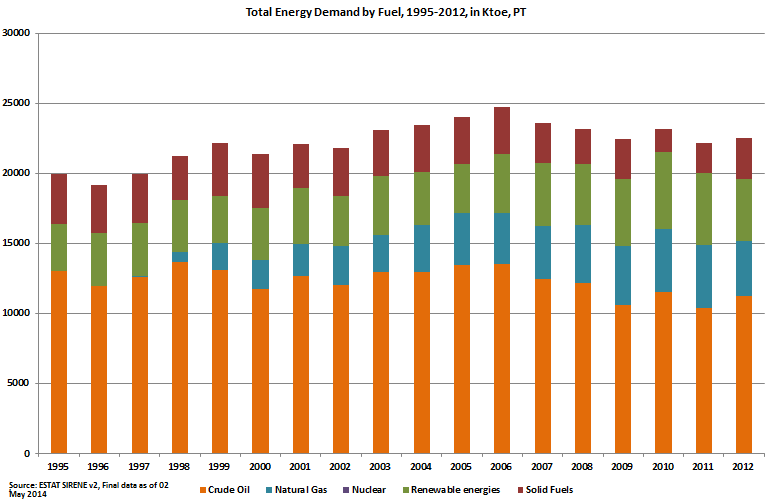 Total Energy Demand by Fuel, 1995-2012, in Ktoe, PT
30000
25000
20000
15000
10000
5000
0
1995 1996 1997 1998 1999 2000 2001 2002 2003 2004 2005 2006 2007 2008 2009 2010 2011 2012
Source: ESTAT SIRENE v2, Final data as of 02
May 2014
Crude Oil Natural Gas Nuclear Renewable energies Solid Fuels